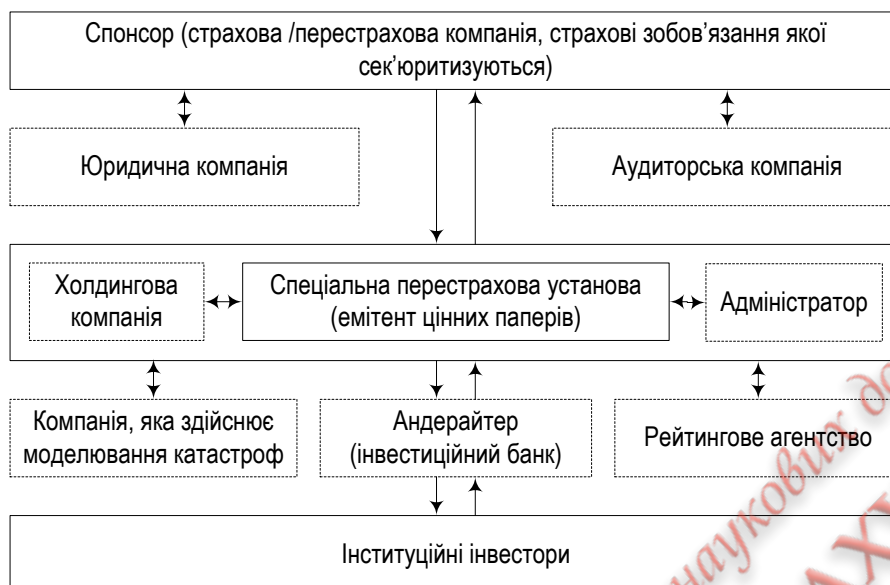 Спонсор (страхова /перестрахова компанія, страхові зобов’язання якої
сек’юритизуються)
Юридична компанія
Аудиторська компанія
Холдингова
компанія
Спеціальна перестрахова установа
(емітент цінних паперів)
Адміністратор
Компанія, яка здійснює
моделювання катастроф
Андерайтер
(інвестиційний банк)
Рейтингове агентство
Інституційні інвестори
наукових